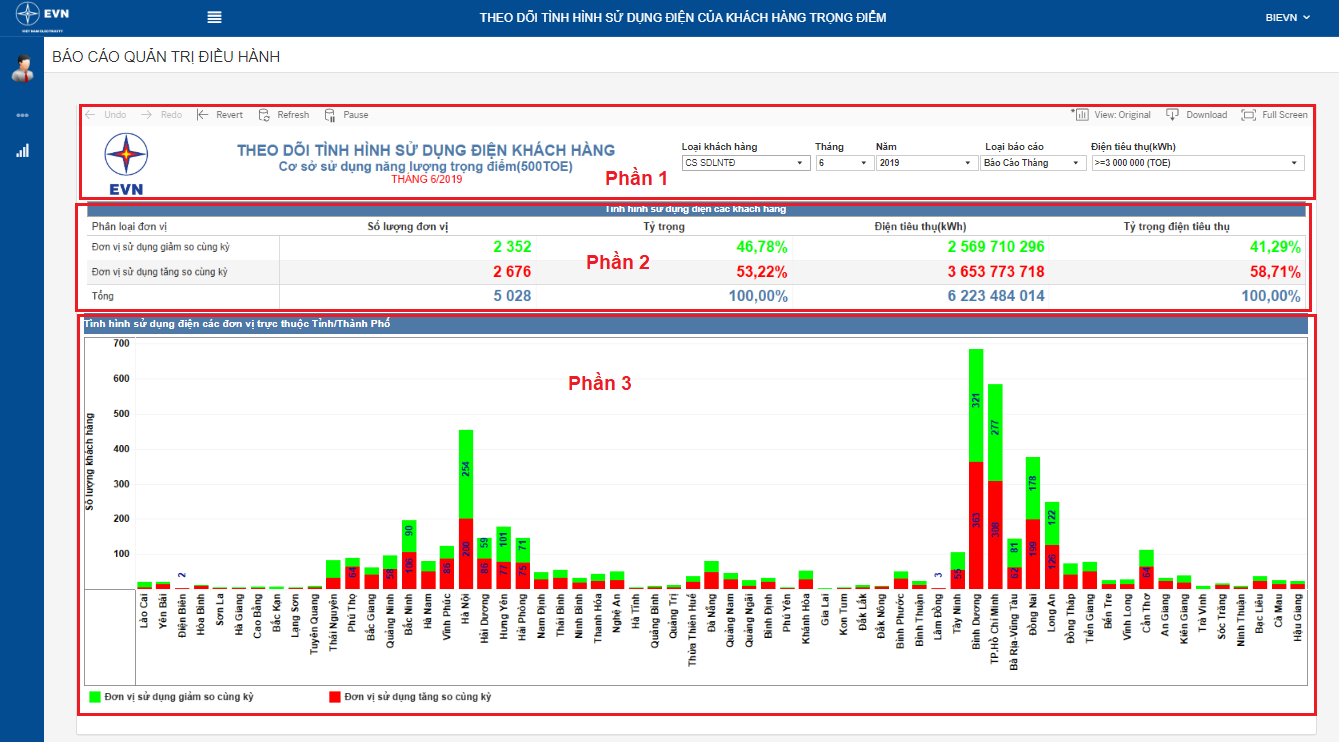 EVN
VIETNAM ELECTRICITY
THEO DÕI TÌNH HÌNH SỬ DỤNG ĐIỆN CỦA KHÁCH HÀNG TRỌNG ĐIỂM
BIEVN
BÁO CÁO QUẢN TRỊ ĐIỀU HÀNH
Undo Redo Revert Refresh Pause View: Original Download Full Screen
EVN
THEO DÕI TÌNH HÌNH SỬ DỤNG ĐIỆN KHÁCH HÀNG
Cơ sở sử dụng năng lượng trọng điểm(500TOE)
THÁNG 6/2019
Phần 1
Loại khách hàng Tháng Năm Loại báo cáo Điện tiêu thụ(kWh)
CS SDLNTĐ 6 2019 Báo Cáo Tháng >=3 000 000 (TOE)
Tình hình sử dụng điện các khách hàng
Phân loại đơn vị Số lượng đơn vị Tỷ trọng Điện tiêu thụ(kWh) Tỷ trọng điện tiêu thụ
Đơn vị sử dụng giảm so cùng kỳ 2 352 46,78% 2 569 710 296 41,29%
Đơn vị sử dụng tăng so cùng kỳ 2 676 53,22% 3 653 773 718 58,71%
Tổng 5 028 100,00% 6 223 484 014 100,00%
Phần 2
Tình hình sử dụng điện các đơn vị trực thuộc Tỉnh/Thành Phố
Phần 3
Số lượng khách hàng
700
600
500
400
300
200
100
2
64
58
90
106
85
254
200
59
86
101
77
71
75
3
55
321
363
277
308
81
62
178
199
122
126
64
Lào Cai
Yên Bái
Điện Biên
Hòa Bình
Sơn La
Hà Giang
Cao Bằng
Bắc Kạn
Lạng Sơn
Tuyên Quang
Thái Nguyên
Phú Thọ
Bắc Giang
Quảng Ninh
Bắc Ninh
Hà Nam
Vĩnh Phúc
Hà Nội
Hải Dương
Hưng Yên
Hải Phòng
Nam Định
Thái Bình
Ninh Bình
Thanh Hóa
Nghệ An
Hà Tĩnh
Quảng Bình
Quảng Trị
Thừa Thiên Huế
Đà Nẵng
Quảng Nam
Quảng Ngãi
Bình Định
Phú Yên
Khánh Hòa
Gia Lai
Kon Tum
Đắk Lắk
Đắk Nông
Bình Phước
Bình Thuận
Lâm Đồng
Tây Ninh
Bình Dương
TP.Hồ Chí Minh
Bà Rịa-Vũng Tàu
Đồng Nai
Long An
Đồng Tháp
Tiền Giang
Bến Tre
Vĩnh Long
Cần Thơ
An Giang
Kiên Giang
Trà Vinh
Sóc Trăng
Ninh Thuận
Bạc Liêu
Cà Mau
Hậu Giang
Đơn vị sử dụng giảm so cùng kỳ Đơn vị sử dụng tăng so cùng kỳ